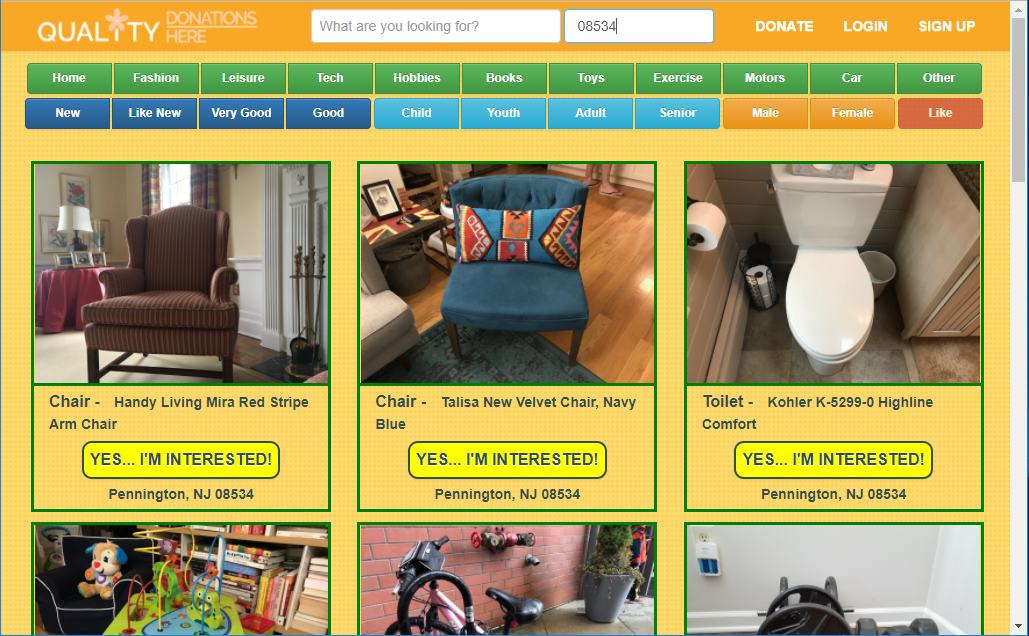 QUALITY DONATIONS HERE
What are you looking for?
08534
DONATE LOGIN SIGN UP
Home Fashion Leisure Tech Hobbies Books Toys Exercise Motors Car Other
New Like New Very Good Good Child Youth Adult Senior Male Female Like
Chair - Handy Living Mira Red Stripe
Arm Chair
YES... I'M INTERESTED!
Pennington, NJ 08534
Chair - Talisa New Velvet Chair, Navy
Blue
YES... I'M INTERESTED!
Pennington, NJ 08534
Toilet - Kohler K-5299-0 Highline
Comfort
YES... I'M INTERESTED!
Pennington, NJ 08534